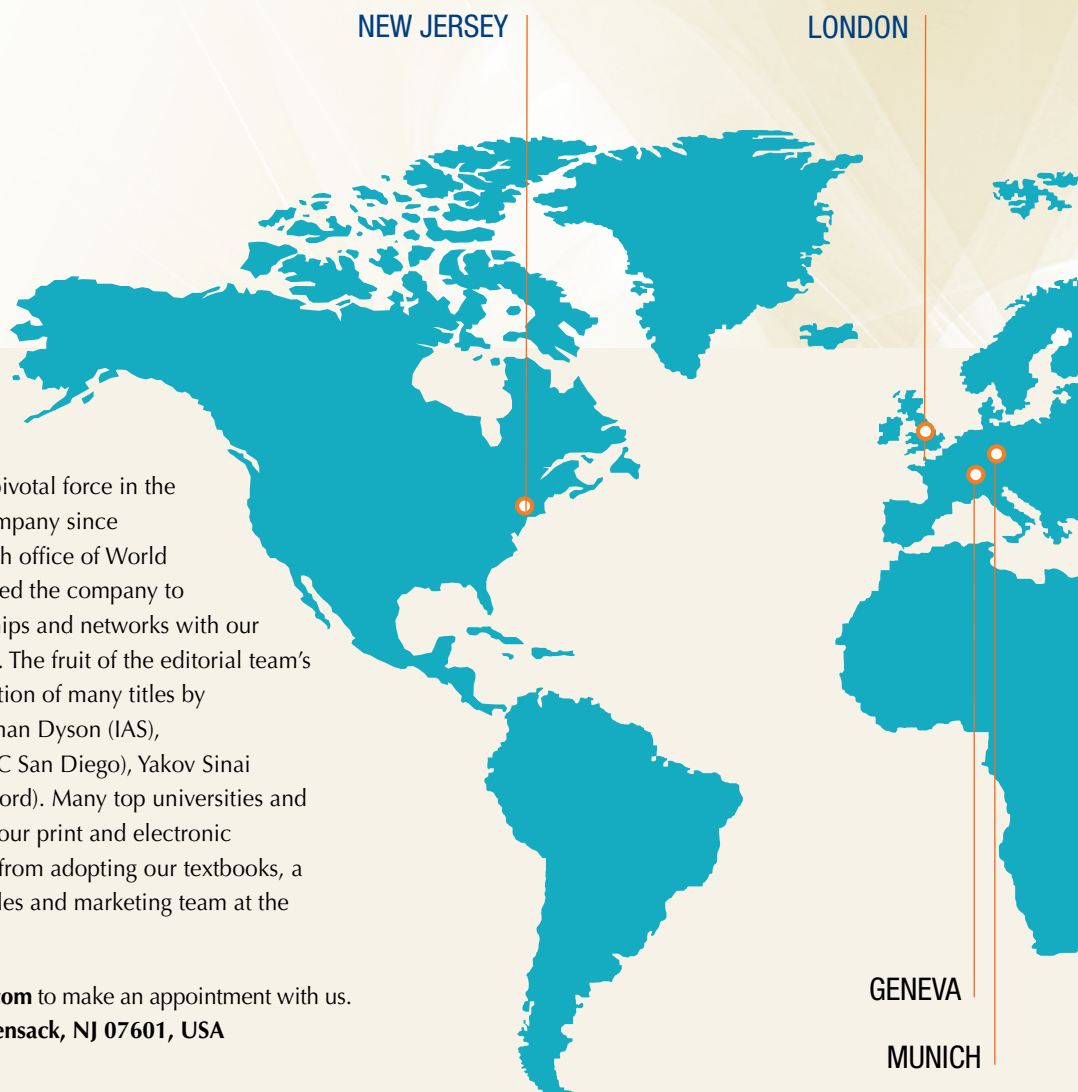 NEW JERSEY
LONDON
pivotal force in the
mpany since
h office of World
ed the company to
hips and networks with our
. The fruit of the editorial team's
tion of many titles by
man Dyson (IAS),
C San Diego), Yakov Sinai
ord). Many top universities and
our print and electronic
from adopting our textbooks, a
les and marketing team at the
com to make an appointment with us.
ensack, NJ 07601, USA
GENEVA
MUNICH